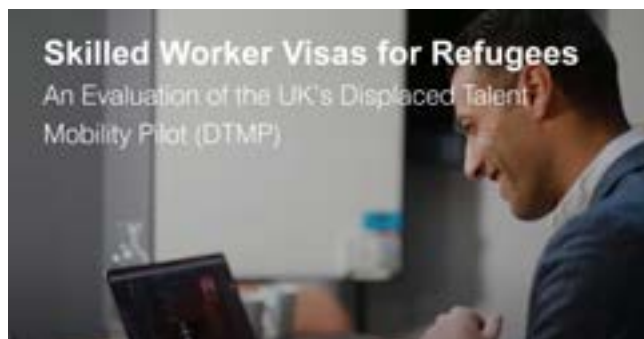 Skilled Worker Visas for Refugees
An Evaluation of the UK's Displaced Talent
Mobility Pilot (DTMP)